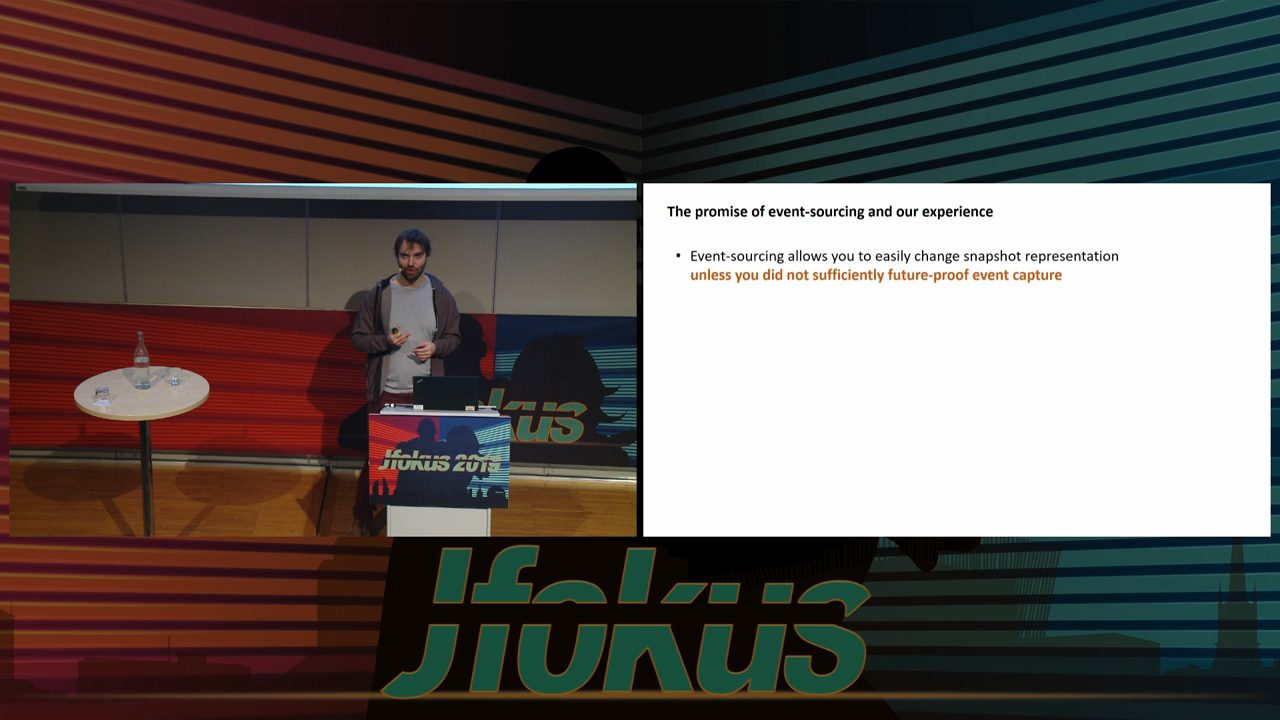 The promise of event-sourcing and our experience
• Event-sourcing allows you to easily change snapshot representation
unless you did not sufficiently future-proof event capture
kus
Jfokus 2019
Jfokus